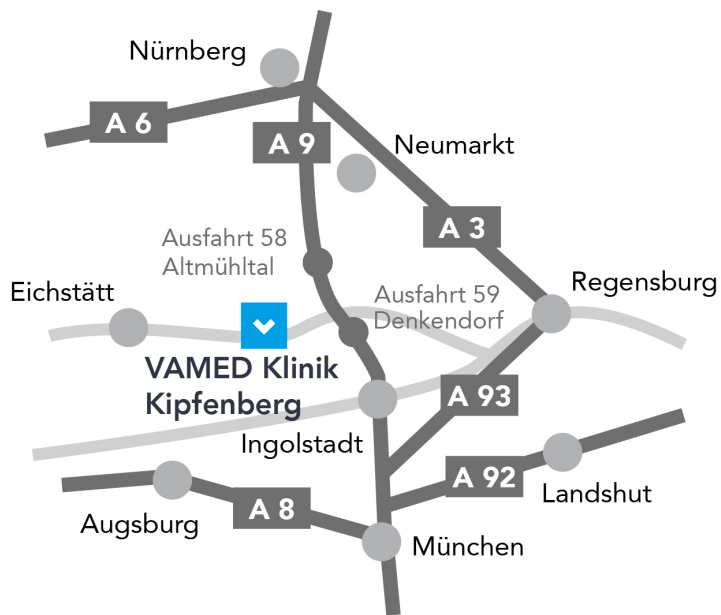 Nürnberg
A 6
A 9
Neumarkt
A 3
Ausfahrt 58
Altmühltal
Eichstätt
Regensburg
Ausfahrt 59
Denkendorf
VAMED Klinik
Kipfenberg
A 93
Ingolstadt
A 92
Landshut
Augsburg
A 8
München